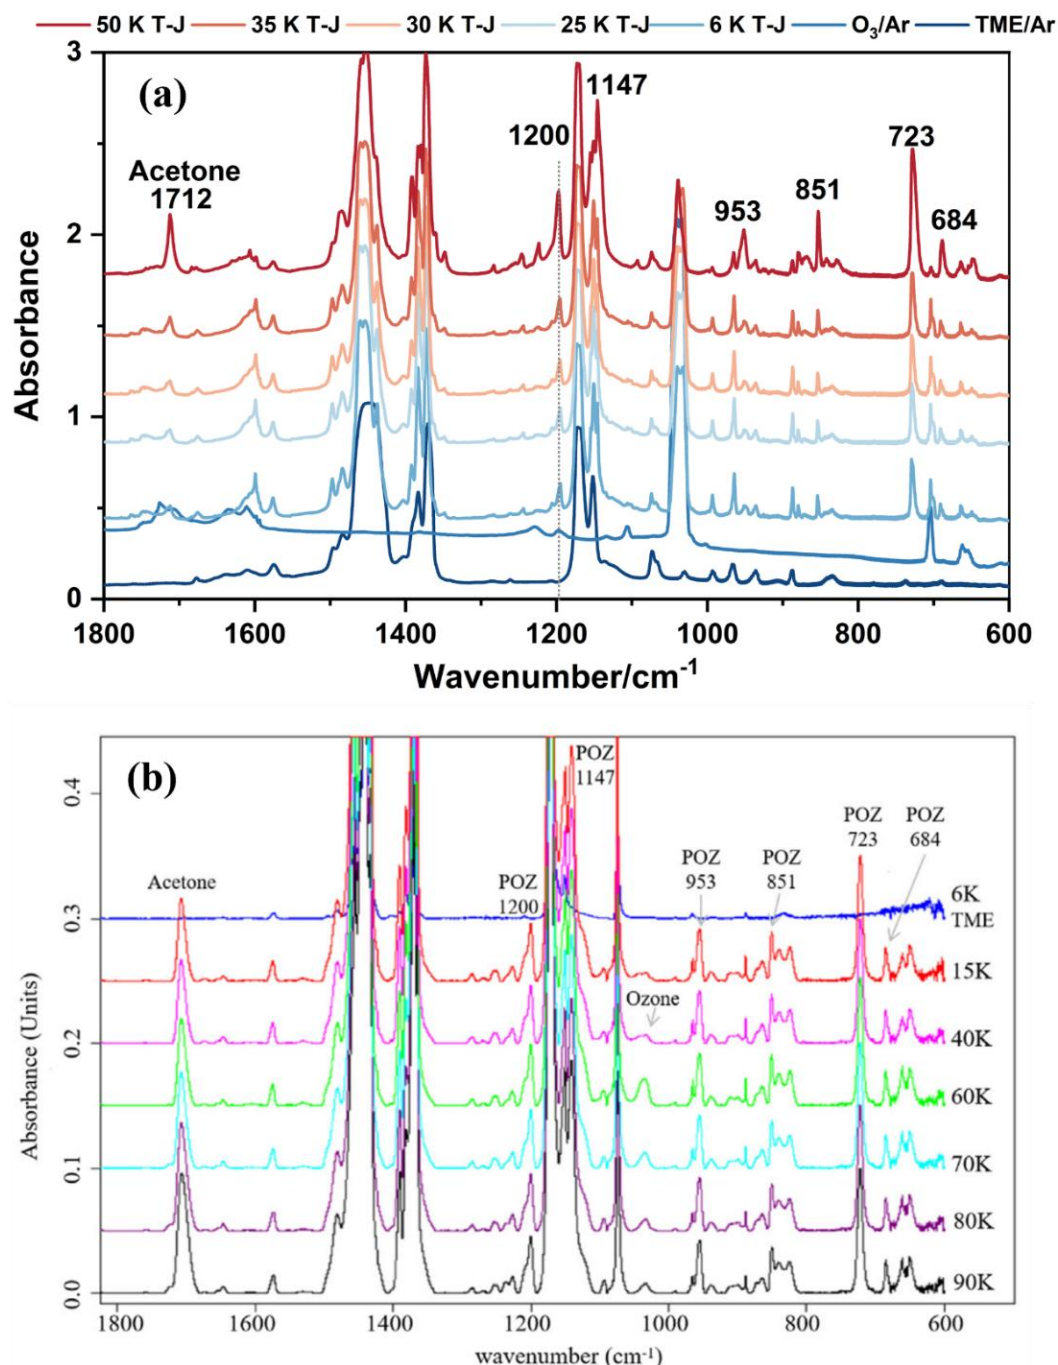 50 K T-J 35 K T-J 30 K T-J 25 K T-J 6 K T-J O₃/Ar TME/Ar
(a)
3
2
1
0
Absorbance
Acetone
1712
1200
1147
953
851
723
684
1800 1600 1400 1200 1000 800 600
Wavenumber/cm⁻¹
(b)
0.4
0.3
0.2
0.1
0.0
Absorbance (Units)
Acetone
POZ
1200
POZ
1147
Ozone
POZ
953
POZ
851
POZ
723
POZ
684
6K
TME
15K
40K
60K
70K
80K
90K
1800 1600 1400 1200 1000 800 600
wavenumber (cm⁻¹)